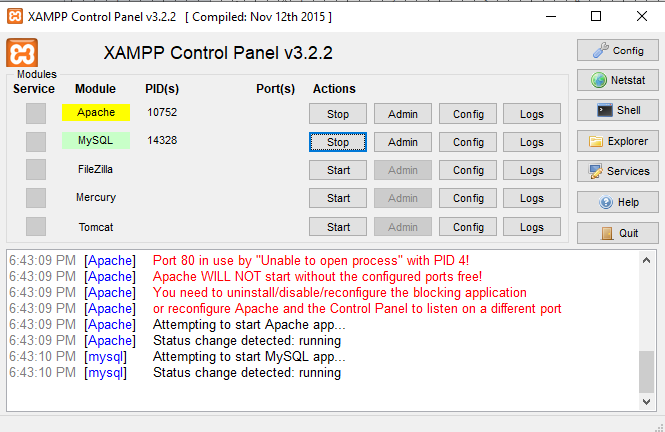 XAMPP Control Panel v3.2.2 [ Compiled: Nov 12th 2015 ]
XAMPP Control Panel v3.2.2
Config
Modules
Service Module PID(s) Port(s) Actions
Netstat
Apache 10752 Stop Admin Config Logs
Shell
MySQL 14328 Stop Admin Config Logs
Explorer
FileZilla Start Admin Config Logs
Services
Mercury Start Admin Config Logs
Help
Tomcat Start Admin Config Logs
Quit
6:43:09 PM [Apache] Port 80 in use by "Unable to open process" with PID 4!
6:43:09 PM [Apache] Apache WILL NOT start without the configured ports free!
6:43:09 PM [Apache] You need to uninstall/disable/reconfigure the blocking application
6:43:09 PM [Apache] or reconfigure Apache and the Control Panel to listen on a different port
6:43:09 PM [Apache] Attempting to start Apache app...
6:43:09 PM [Apache] Status change detected: running
6:43:10 PM [mysql] Attempting to start MySQL app...
6:43:10 PM [mysql] Status change detected: running